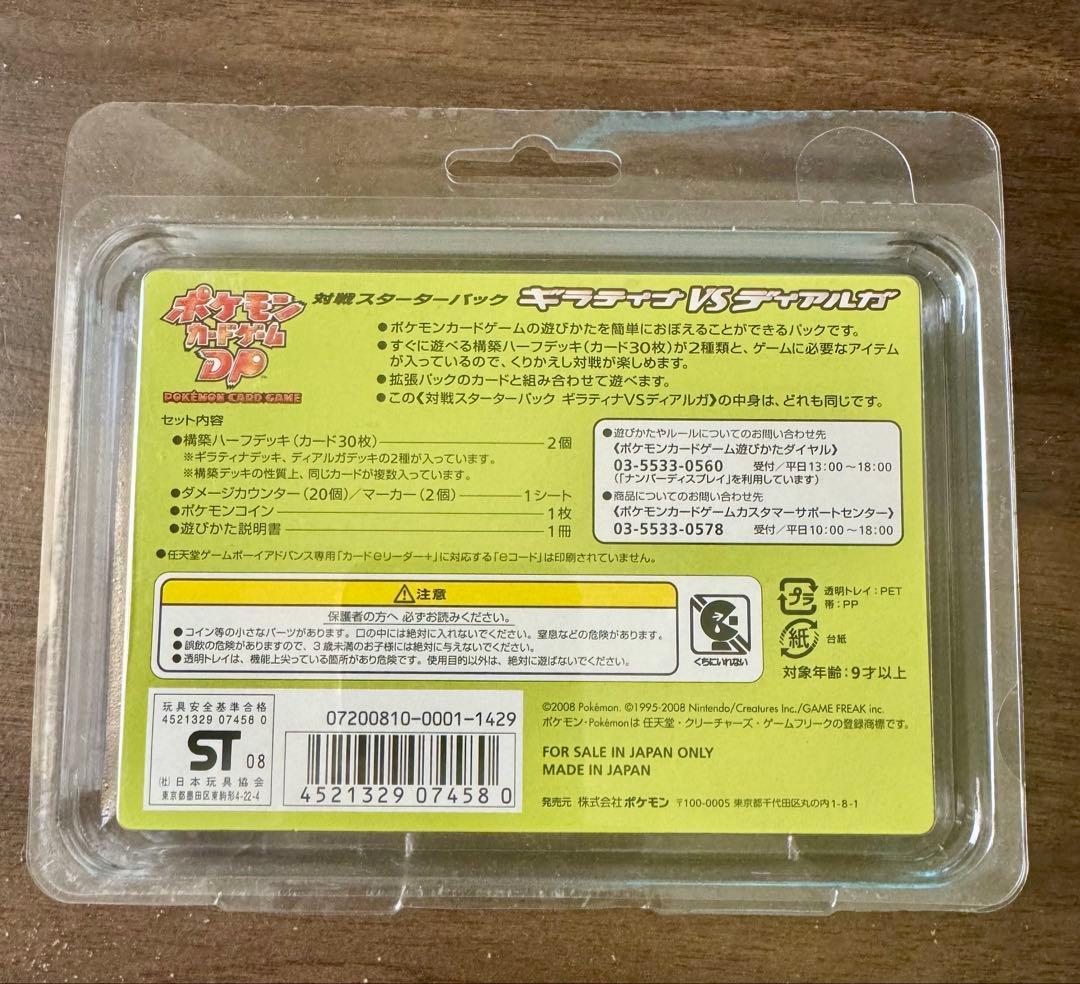 ポケモン
カードゲーム
DP
POKÉMON CARD GAME
対戦スターターパック ギラティナVSディアルガ
●ポケモンカードゲームの遊びかたを簡単におぼえることができるパックです。
●すぐに遊べる構築ハーフデッキ(カード30枚)が2種類と、ゲームに必要なアイテム
が入っているので、くりかえし対戦が楽しめます。
●拡張パックのカードと組み合わせて遊べます。
●この《対戦スターターパック ギラティナVSディアルガ》の中身は、どれも同じです。
セット内容
●構築ハーフデッキ(カード30枚) 2個
※ギラティナデッキ、ディアルガデッキの2種が入っています。
※構築デッキの性質上、同じカードが複数入っています。
●ダメージカウンター(20個)/マーカー(2個) 1シート
●ポケモンコイン 1枚
●遊びかた説明書 1冊
●遊びかたやルールについてのお問い合わせ先
《ポケモンカードゲーム遊びかたダイヤル》
03-5533-0560 受付/平日13:00~18:00
(「ナンバーディスプレイ」を利用しています)
●商品についてのお問い合わせ先
《ポケモンカードゲームカスタマーサポートセンター》
03-5533-0578 受付/平日10:00~18:00
●任天堂ゲームボーイアドバンス専用「カードeリーダー+」に対応する「eコード」は印刷されていません。
注意
保護者の方へ 必ずお読みください。
●コイン等の小さなパーツがあります。口の中には絶対に入れないでください。窒息などの危険があります。
●誤飲の危険がありますので、3歳未満のお子様には絶対に与えないでください。
●透明トレイは、機能上尖っている箇所があり危険です。使用目的以外は、絶対に遊ばないでください。
くちにいれない
プラ
透明トレイ:PET
帯:PP
紙
台紙
対象年齢:9才以上
玩具安全基準合格
4521329 07458 0
ST 08
(社)日本玩具協会
東京都墨田区東駒形4-22-4
07200810-0001-1429
4 521329 074580
©2008 Pokémon. ©1995-2008 Nintendo/Creatures Inc./GAME FREAK inc.
ポケモン・Pokémonは 任天堂・クリーチャーズ・ゲームフリークの登録商標です。
FOR SALE IN JAPAN ONLY
MADE IN JAPAN
発売元 株式会社ポケモン 〒100-0005 東京都千代田区丸の内1-8-1